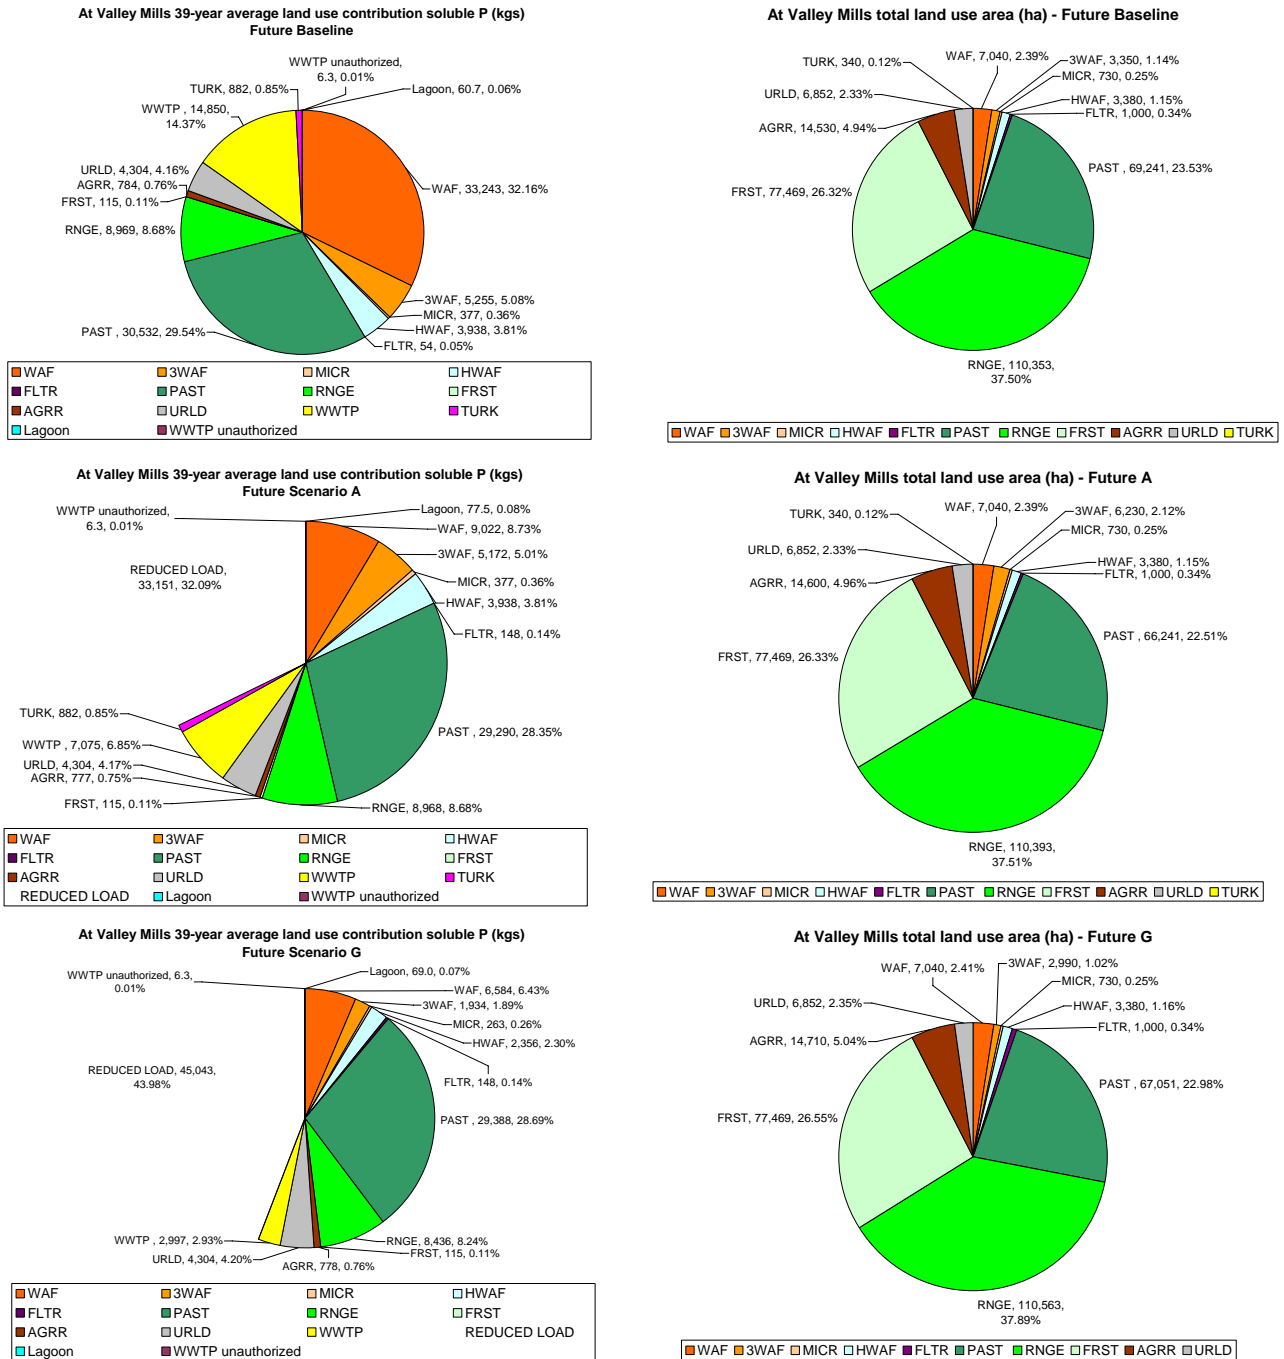 At Valley Mills 39-year average land use contribution soluble P (kgs)
Future Baseline
WWTP unauthorized,
6.3, 0.01%
TURK, 882, 0.85%
Lagoon, 60.7, 0.06%
WWTP , 14,850,
14.37%
URLD, 4,304, 4.16%
AGRR, 784, 0.76%
FRST, 115, 0.11%
RNGE, 8,969, 8.68%
WAF, 33,243, 32.16%
3WAF, 5,255, 5.08%
MICR, 377, 0.36%
HWAF, 3,938, 3.81%
FLTR, 54, 0.05%
PAST , 30,532, 29.54%
WAF 3WAF MICR HWAF
FLTR PAST RNGE FRST
AGRR URLD WWTP TURK
Lagoon WWTP unauthorized
At Valley Mills total land use area (ha) - Future Baseline
TURK, 340, 0.12%
WAF, 7,040, 2.39%
3WAF, 3,350, 1.14%
MICR, 730, 0.25%
URLD, 6,852, 2.33%
HWAF, 3,380, 1.15%
FLTR, 1,000, 0.34%
AGRR, 14,530, 4.94%
PAST , 69,241, 23.53%
FRST, 77,469, 26.32%
RNGE, 110,353,
37.50%
WAF 3WAF MICR HWAF FLTR PAST RNGE FRST AGRR URLD TURK
At Valley Mills 39-year average land use contribution soluble P (kgs)
Future Scenario A
WWTP unauthorized,
6.3, 0.01%
Lagoon, 77.5, 0.08%
WAF, 9,022, 8.73%
3WAF, 5,172, 5.01%
REDUCED LOAD,
33,151, 32.09%
MICR, 377, 0.36%
HWAF, 3,938, 3.81%
FLTR, 148, 0.14%
TURK, 882, 0.85%
PAST , 29,290, 28.35%
WWTP , 7,075, 6.85%
URLD, 4,304, 4.17%
AGRR, 777, 0.75%
FRST, 115, 0.11%
RNGE, 8,968, 8.68%
WAF 3WAF MICR HWAF
FLTR PAST RNGE FRST
AGRR URLD WWTP TURK
REDUCED LOAD Lagoon WWTP unauthorized
At Valley Mills total land use area (ha) - Future A
TURK, 340, 0.12%
WAF, 7,040, 2.39%
3WAF, 6,230, 2.12%
MICR, 730, 0.25%
URLD, 6,852, 2.33%
HWAF, 3,380, 1.15%
FLTR, 1,000, 0.34%
AGRR, 14,600, 4.96%
PAST , 66,241, 22.51%
FRST, 77,469, 26.33%
RNGE, 110,393,
37.51%
WAF 3WAF MICR HWAF FLTR PAST RNGE FRST AGRR URLD TURK
At Valley Mills 39-year average land use contribution soluble P (kgs)
Future Scenario G
WWTP unauthorized, 6.3,
0.01%
Lagoon, 69.0, 0.07%
WAF, 6,584, 6.43%
3WAF, 1,934, 1.89%
MICR, 263, 0.26%
HWAF, 2,356, 2.30%
REDUCED LOAD, 45,043,
43.98%
FLTR, 148, 0.14%
PAST , 29,388, 28.69%
WWTP , 2,997, 2.93%
RNGE, 8,436, 8.24%
URLD, 4,304, 4.20%
FRST, 115, 0.11%
AGRR, 778, 0.76%
WAF 3WAF MICR HWAF
FLTR PAST RNGE FRST
AGRR URLD WWTP REDUCED LOAD
Lagoon WWTP unauthorized
At Valley Mills total land use area (ha) - Future G
WAF, 7,040, 2.41%
3WAF, 2,990, 1.02%
MICR, 730, 0.25%
URLD, 6,852, 2.35%
HWAF, 3,380, 1.16%
FLTR, 1,000, 0.34%
AGRR, 14,710, 5.04%
PAST , 67,051, 22.98%
FRST, 77,469, 26.55%
RNGE, 110,563,
37.89%
WAF 3WAF MICR HWAF FLTR PAST RNGE FRST AGRR URLD